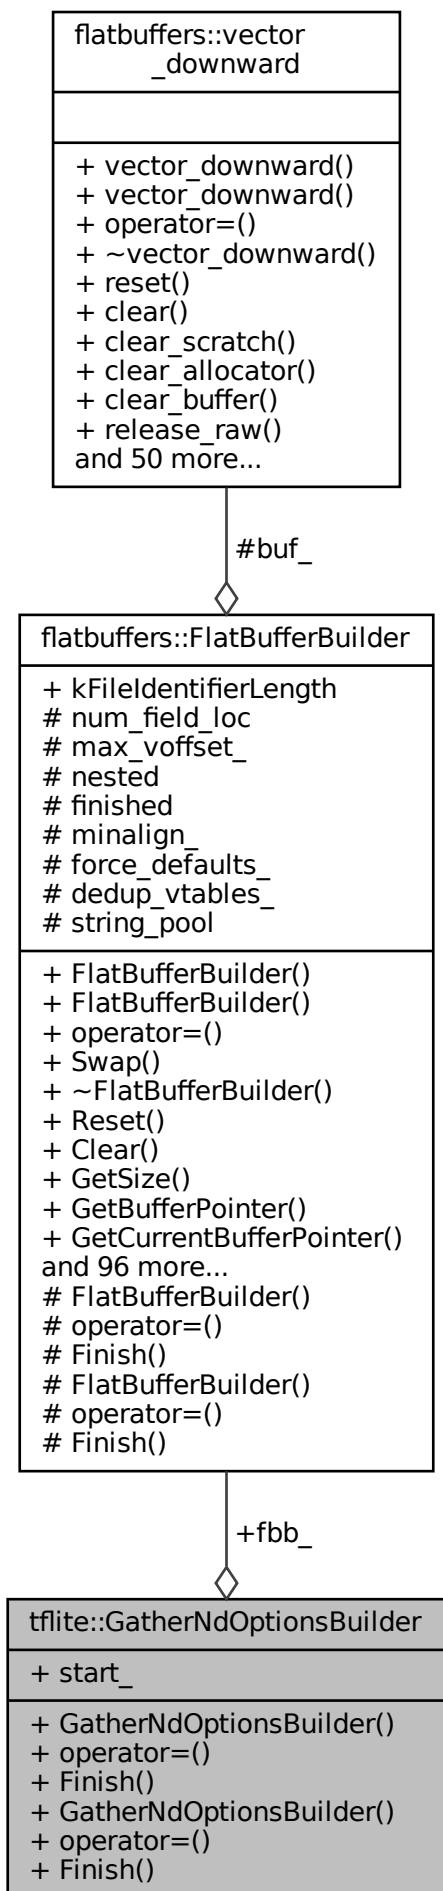 flatbuffers::vector
_downward
+ vector_downward()
+ vector_downward()
+ operator=()
+ ~vector_downward()
+ reset()
+ clear()
+ clear_scratch()
+ clear_allocator()
+ clear_buffer()
+ release_raw()
and 50 more...
#buf_
flatbuffers::FlatBufferBuilder
+ kFileIdentifierLength
# num_field_loc
# max_voffset_
# nested
# finished
# minalign_
# force_defaults_
# dedup_vtables_
# string_pool
+ FlatBufferBuilder()
+ FlatBufferBuilder()
+ operator=()
+ Swap()
+ ~FlatBufferBuilder()
+ Reset()
+ Clear()
+ GetSize()
+ GetBufferPointer()
+ GetCurrentBufferPointer()
and 96 more...
# FlatBufferBuilder()
# operator=()
# Finish()
# FlatBufferBuilder()
# operator=()
# Finish()
+fbb_
tflite::GatherNdOptionsBuilder
+ start_
+ GatherNdOptionsBuilder()
+ operator=()
+ Finish()
+ GatherNdOptionsBuilder()
+ operator=()
+ Finish()